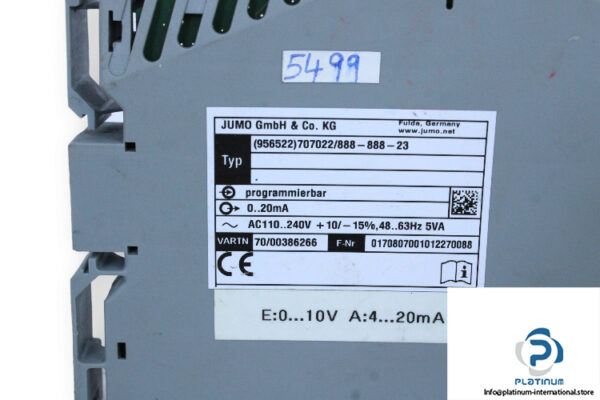 5499
JUMO GmbH & Co. KG
Fulda, Germany
www.jumo.net
Typ
(956522)707022/888-888-23
.
programmierbar
0..20mA
AC110..240V +10/-15%,48..63Hz 5VA
VARTN 70/00386266 F-Nr 0170807001012270088
CE
i
E:0...10V A:4...20mA
P
PLATINUM
Info@platinum-international.store